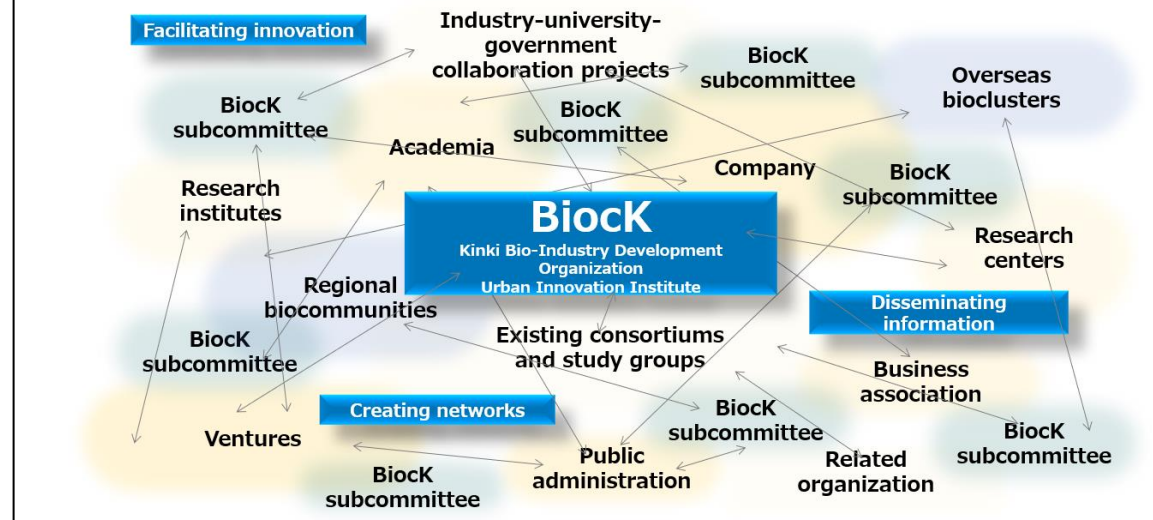 Facilitating innovation
Industry-university-
government
collaboration projects
BiocK
subcommittee
Overseas
bioclusters
BiocK
subcommittee
BiocK
subcommittee
Academia
Company
BiocK
subcommittee
Research
institutes
BiocK
Kinki Bio-Industry Development
Organization
Urban Innovation Institute
Research
centers
Regional
biocommunities
Disseminating
information
BiocK
subcommittee
Existing consortiums
and study groups
Business
association
Creating networks
Ventures
BiocK
subcommittee
BiocK
subcommittee
Public
administration
Related
organization
BiocK
subcommittee